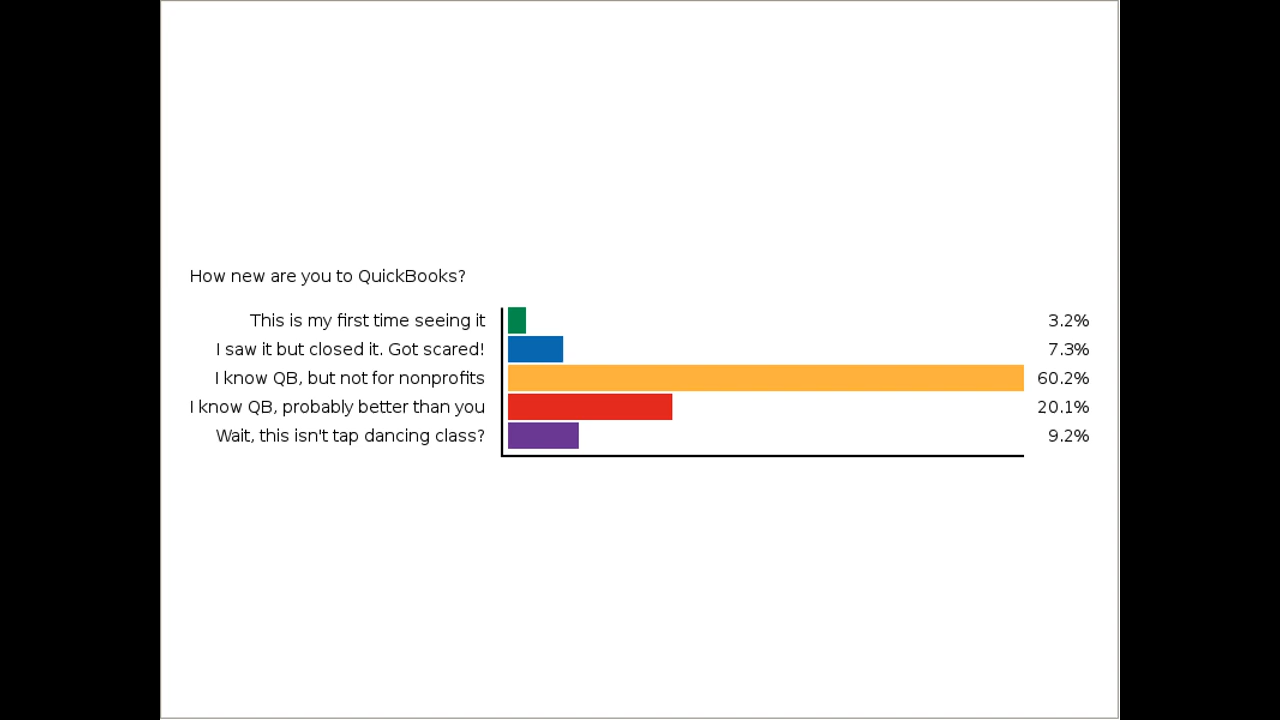 How new are you to QuickBooks?
This is my first time seeing it 3.2%
I saw it but closed it. Got scared! 7.3%
I know QB, but not for nonprofits 60.2%
I know QB, probably better than you 20.1%
Wait, this isn't tap dancing class? 9.2%